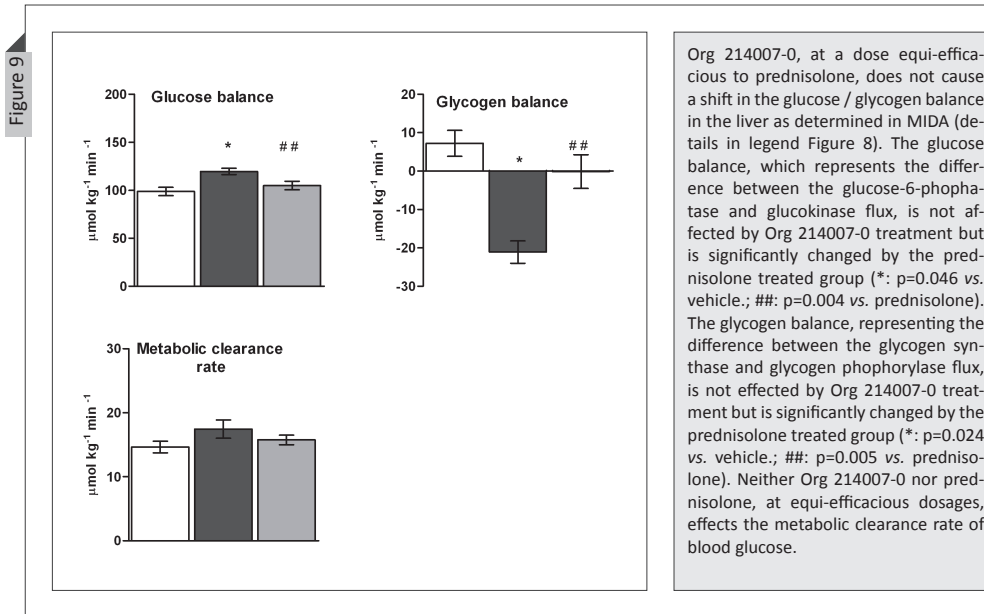 Figure 9
Glucose balance
200
150
100
50
0
µmol kg-1 min -1
*
##
Glycogen balance
20
10
0
-10
-20
-30
µmol kg-1 min -1
*
##
Metabolic clearance
rate
30
20
10
0
µmol kg-1 min -1
Org 214007-0, at a dose equi-effica-
cious to prednisolone, does not cause
a shift in the glucose / glycogen balance
in the liver as determined in MIDA (de-
tails in legend Figure 8). The glucose
balance, which represents the differ-
ence between the glucose-6-phopha-
tase and glucokinase flux, is not af-
fected by Org 214007-0 treatment but
is significantly changed by the pred-
nisolone treated group (*: p=0.046 vs.
vehicle.; ##: p=0.004 vs. prednisolone).
The glycogen balance, representing the
difference between the glycogen syn-
thase and glycogen phophorylase flux,
is not effected by Org 214007-0 treat-
ment but is significantly changed by the
prednisolone treated group (*: p=0.024
vs. vehicle.; ##: p=0.005 vs. predniso-
lone). Neither Org 214007-0 nor pred-
nisolone, at equi-efficacious dosages,
effects the metabolic clearance rate of
blood glucose.